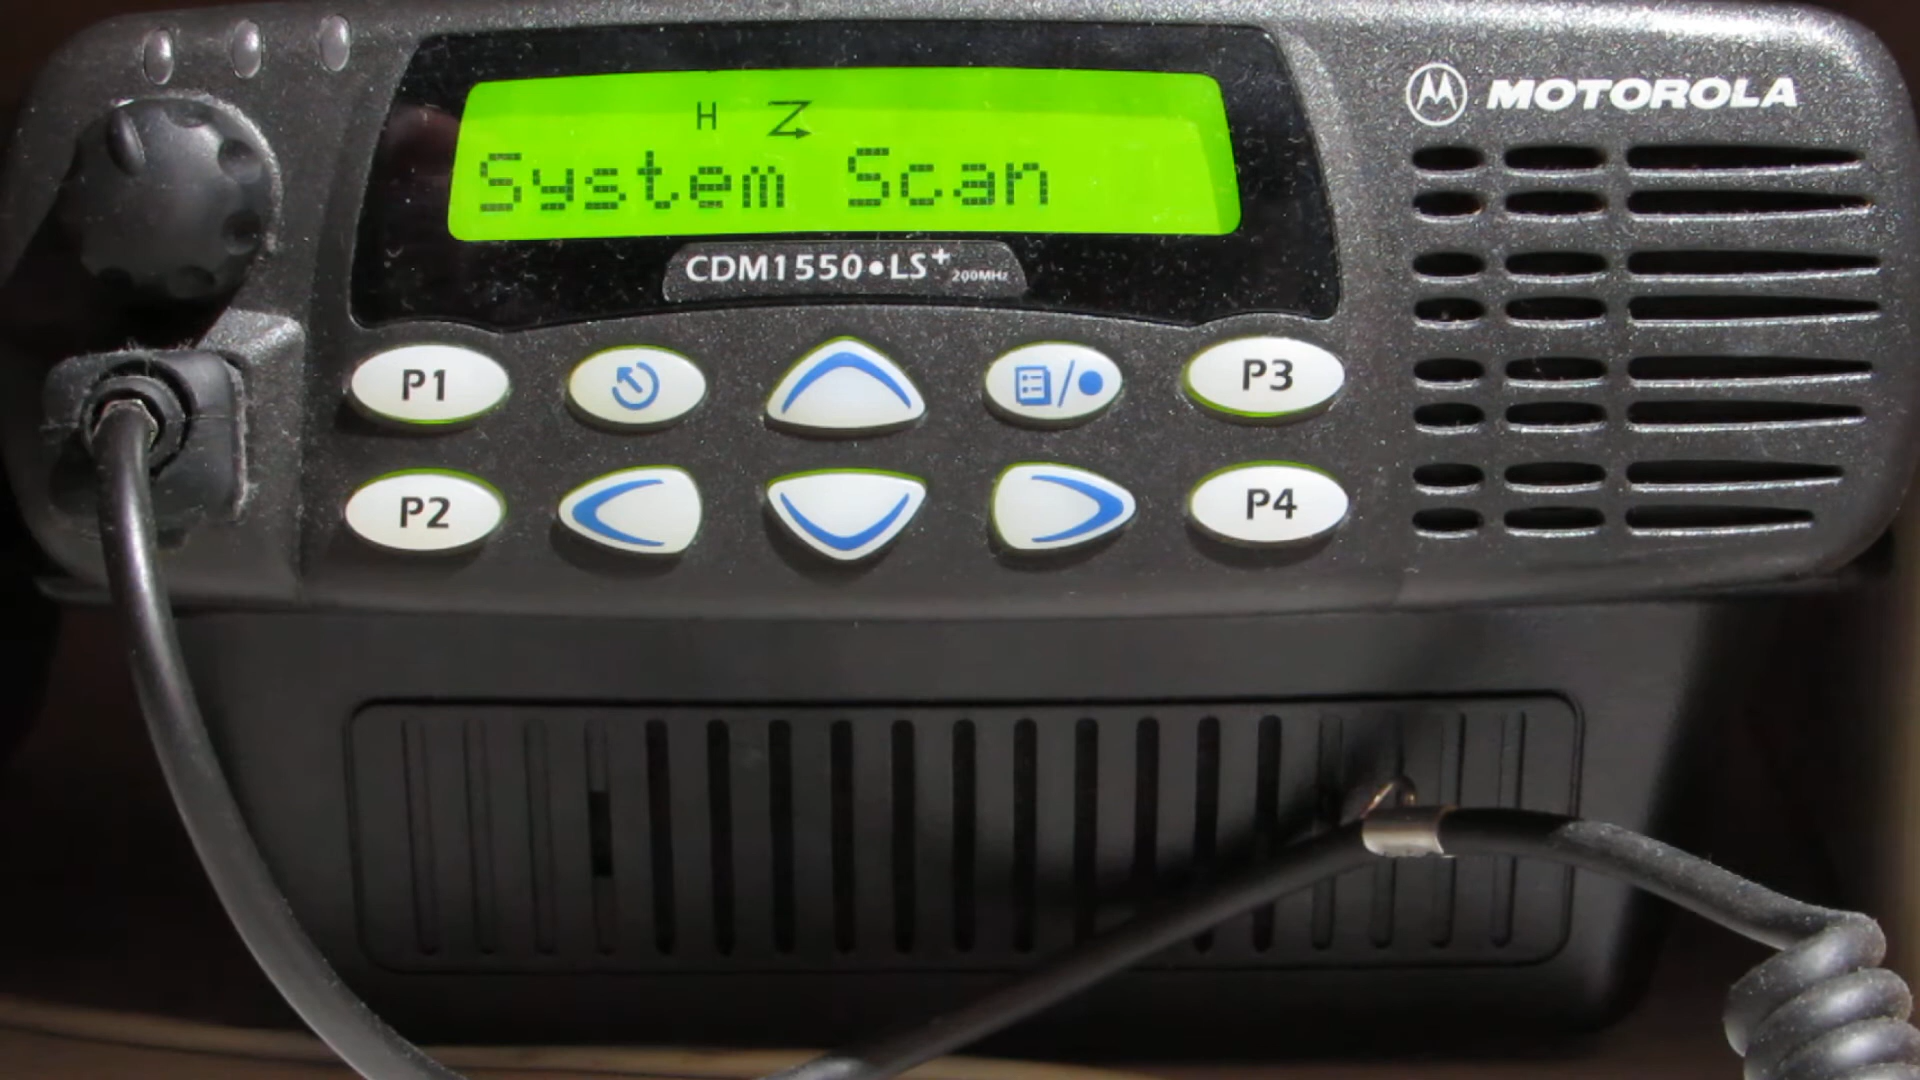 MOTOROLA
H
System Scan
CDM1550•LS+ 200MHz
P1
P3
P2
P4